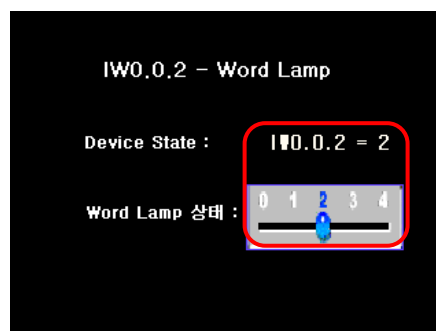 IW0.0.2 - Word Lamp
Device State : IW0.0.2 = 2
0 1 2 3 4
Word Lamp 상태 :